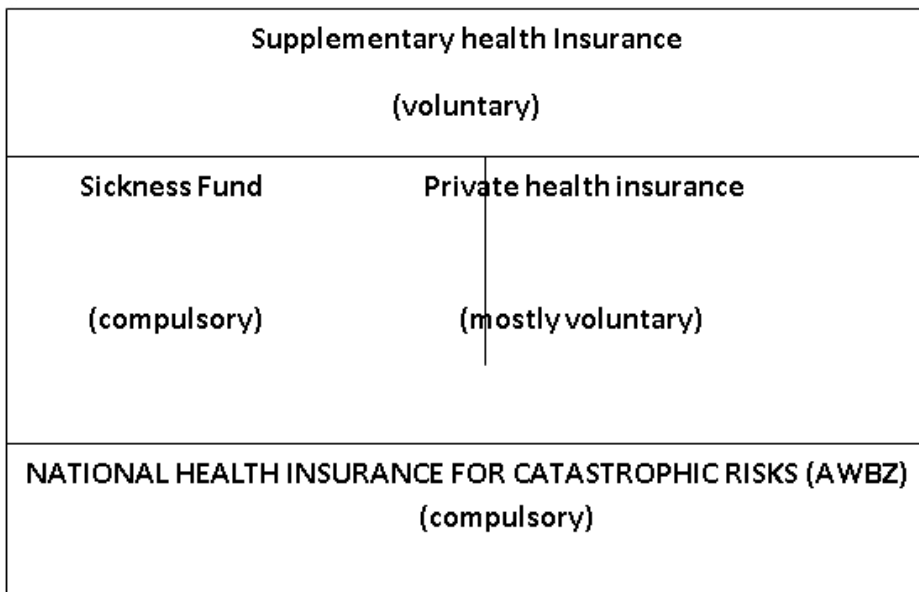 Supplementary health Insurance
(voluntary)
Sickness Fund
Private health insurance
(compulsory)
(mostly voluntary)
NATIONAL HEALTH INSURANCE FOR CATASTROPHIC RISKS (AWBZ)
(compulsory)